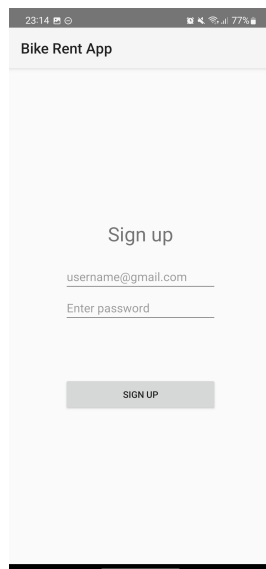 23:14 77%
Bike Rent App
Sign up
username@gmail.com
Enter password
SIGN UP